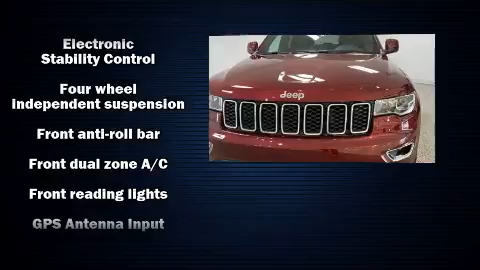 Electronic
Stability Control
Four wheel
independent suspension
Front anti-roll bar
Front dual zone A/C
Front reading lights
GPS Antenna Input
Jeep